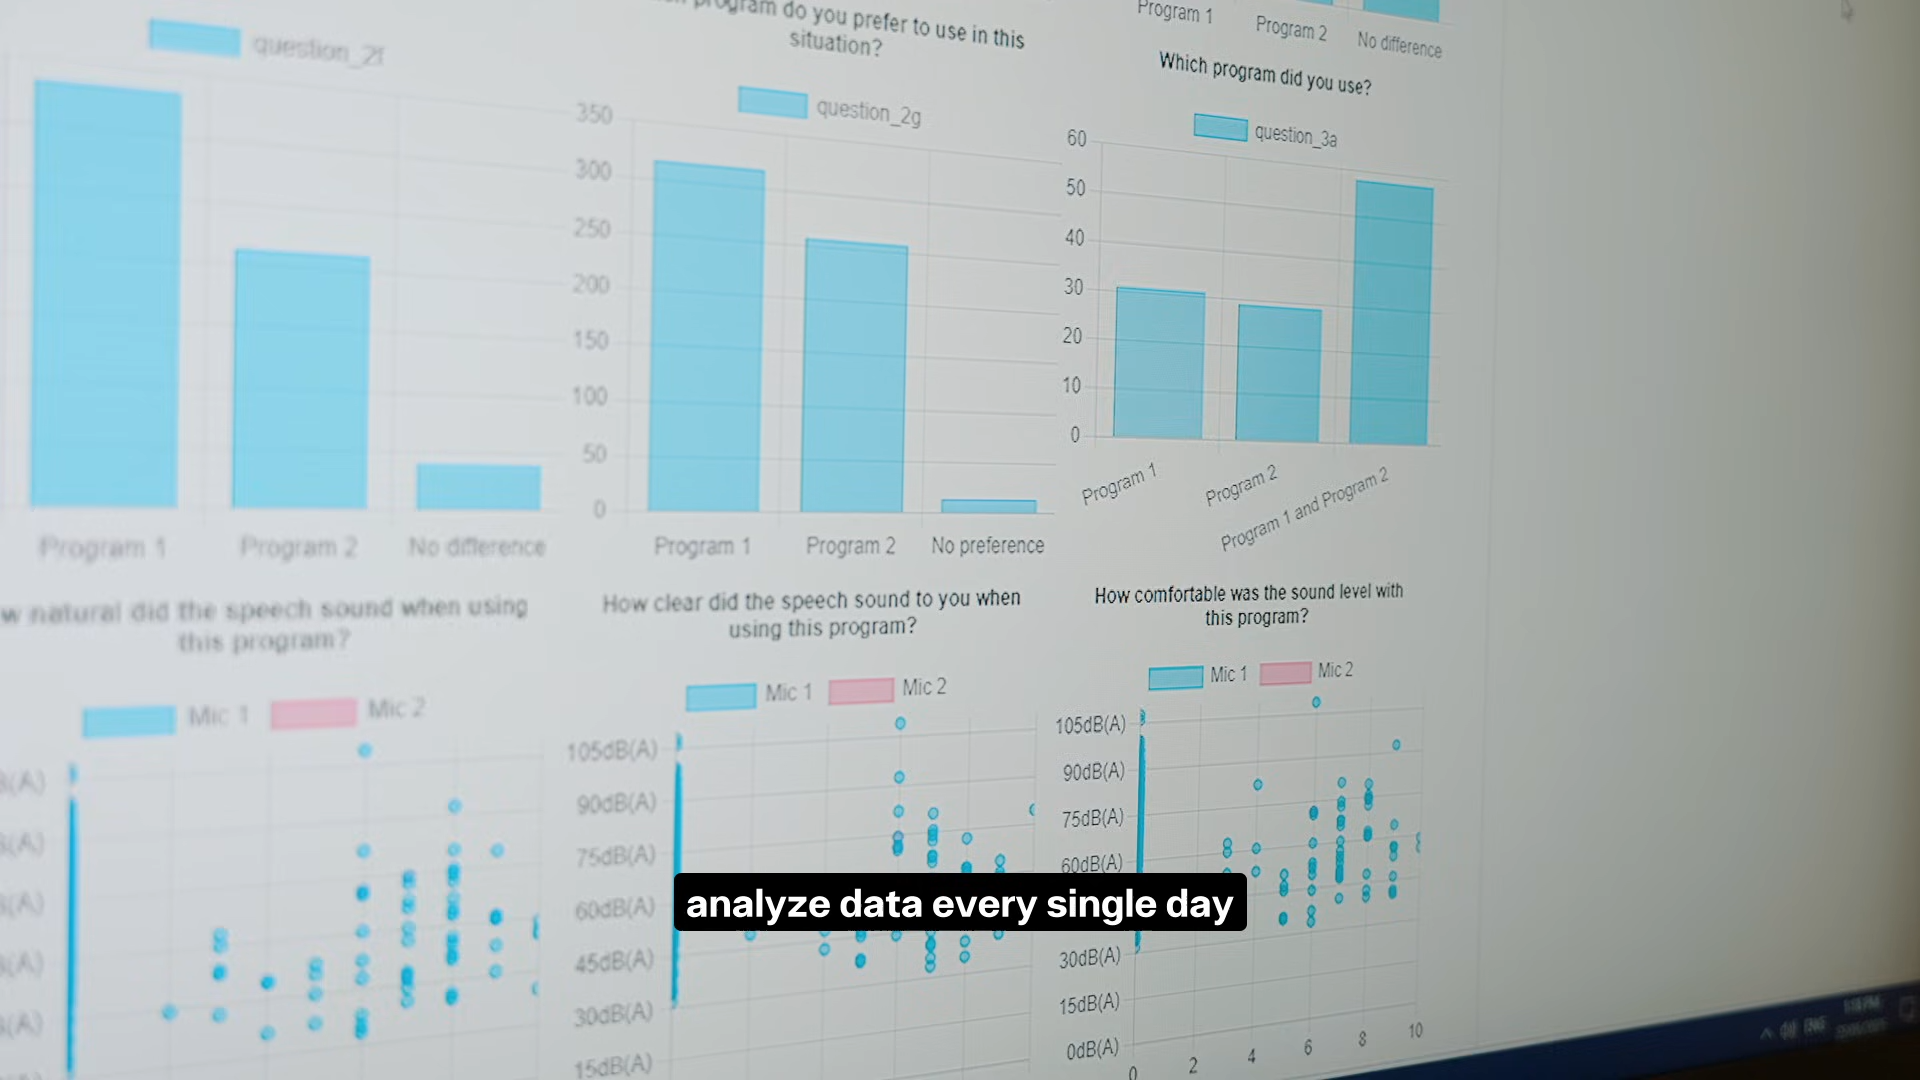 Program 1
Program 2
No difference
program do you prefer to use in this
situation?
Which program did you use?
question_2f
question_2g
question_3a
350
300
250
200
150
100
50
0
60
50
40
30
20
10
0
Program 1
Program 2
No difference
Program 1
Program 2
No preference
Program 1
Program 2
Program 1 and Program 2
natural did the speech sound when using
this program?
How clear did the speech sound to you when
using this program?
How comfortable was the sound level with
this program?
Mic 1
Mic 2
Mic 1
Mic 2
Mic 1
Mic 2
105dB(A)
90dB(A)
75dB(A)
60dB(A)
45dB(A)
30dB(A)
15dB(A)
105dB(A)
90dB(A)
75dB(A)
60dB(A)
30dB(A)
15dB(A)
0dB(A)
0
2
4
6
8
10
analyze data every single day
ENG